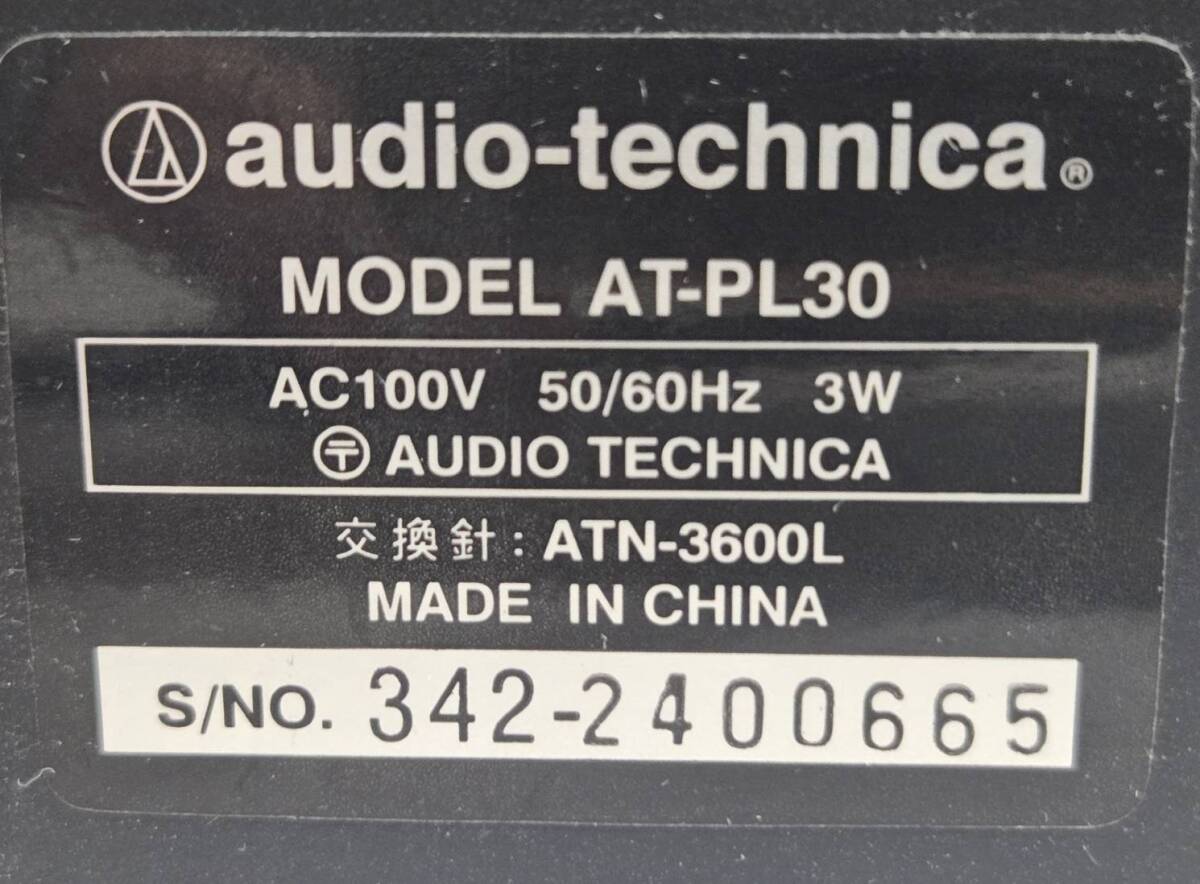 audio-technica®
MODEL AT-PL30
AC100V 50/60Hz 3W
〶 AUDIO TECHNICA
交換針: ATN-3600L
MADE IN CHINA
S/NO. 342-2400665